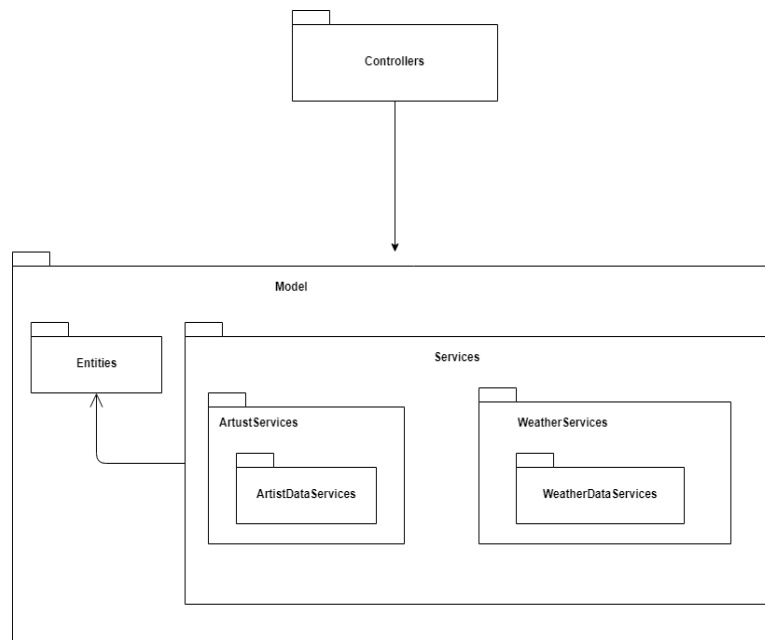 Controllers
Model
Entities
Services
ArtustServices
WeatherServices
ArtistDataServices
WeatherDataServices